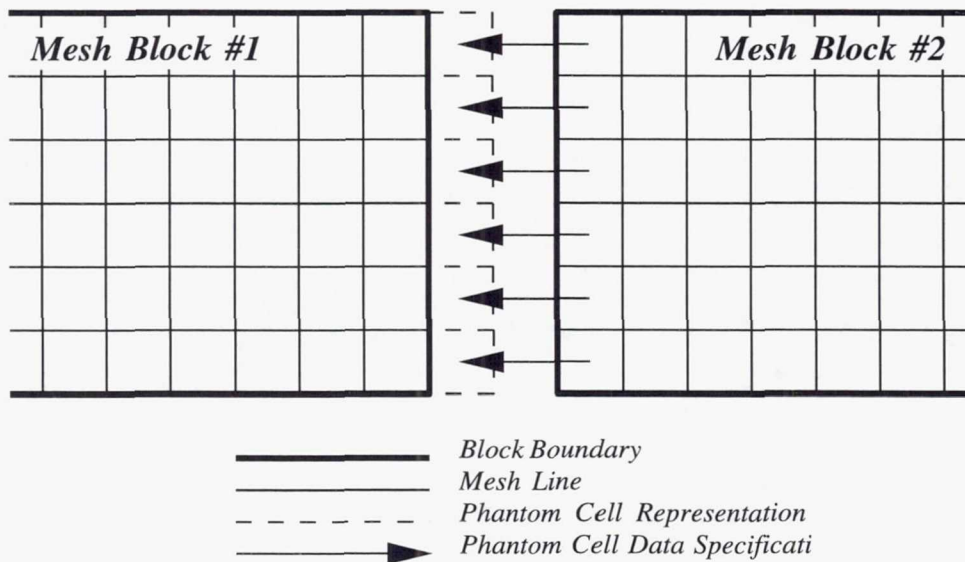 Mesh Block #1
Mesh Block #2
Block Boundary
Mesh Line
Phantom Cell Representation
Phantom Cell Data Specificati